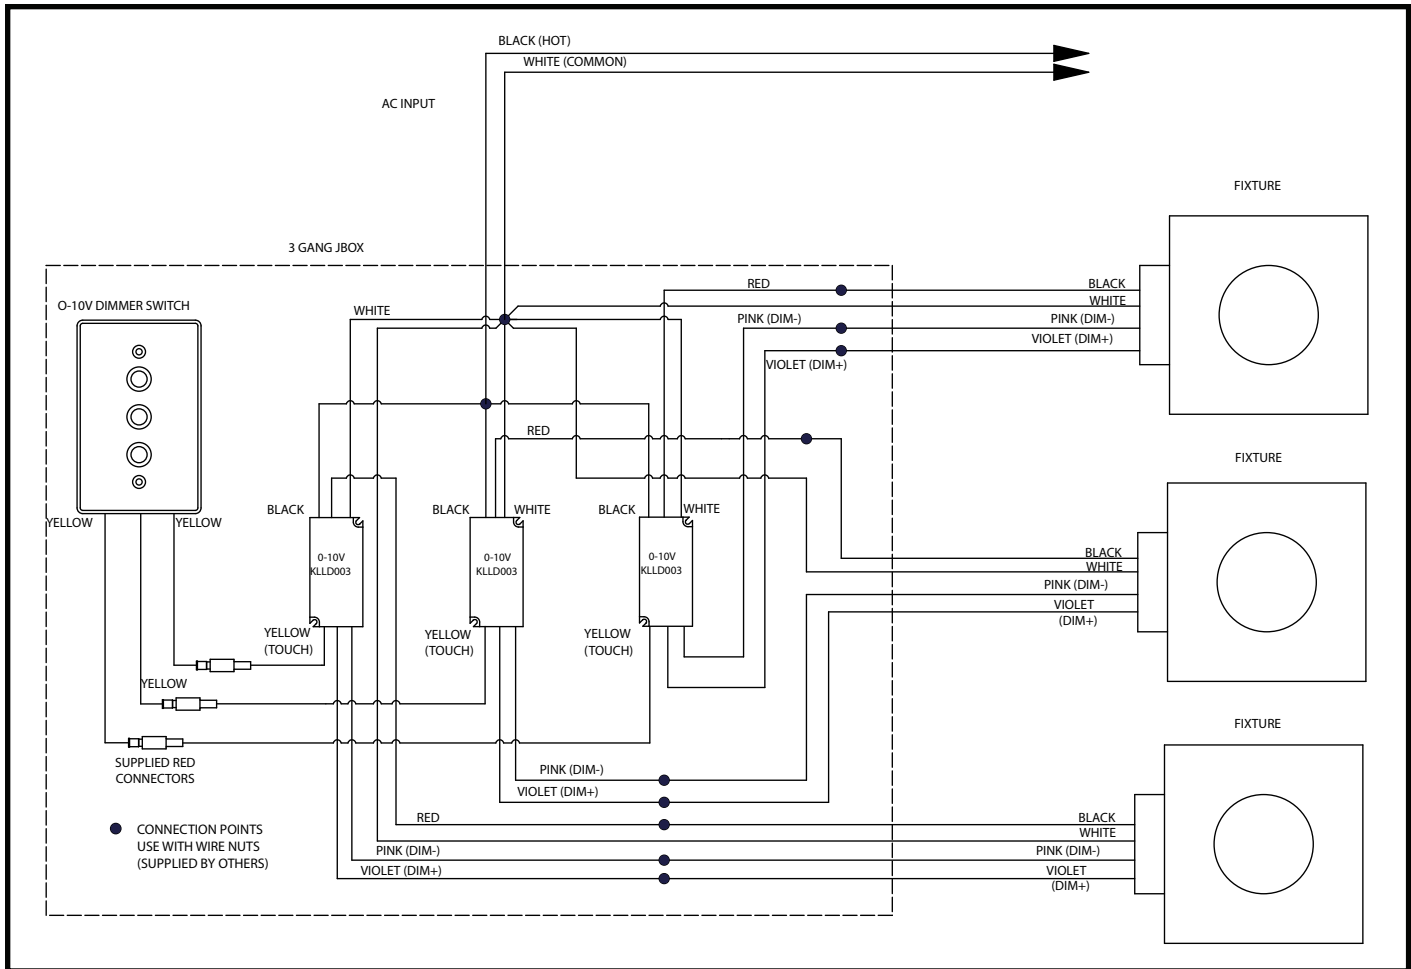 BLACK (HOT)
WHITE (COMMON)
AC INPUT
FIXTURE
3 GANG JBOX
O-10V DIMMER SWITCH
WHITE
RED
BLACK
WHITE
PINK (DIM-)
PINK (DIM-)
VIOLET (DIM+)
VIOLET (DIM+)
RED
FIXTURE
YELLOW
YELLOW
BLACK
BLACK
WHITE
BLACK
WHITE
0-10V
KLLD003
0-10V
KLLD003
0-10V
KLLD003
BLACK
WHITE
PINK (DIM-)
VIOLET
(DIM+)
YELLOW
(TOUCH)
YELLOW
(TOUCH)
YELLOW
(TOUCH)
YELLOW
FIXTURE
SUPPLIED RED
CONNECTORS
PINK (DIM-)
VIOLET (DIM+)
RED
BLACK
WHITE
PINK (DIM-)
PINK (DIM-)
VIOLET (DIM+)
VIOLET
(DIM+)
CONNECTION POINTS
USE WITH WIRE NUTS
(SUPPLIED BY OTHERS)